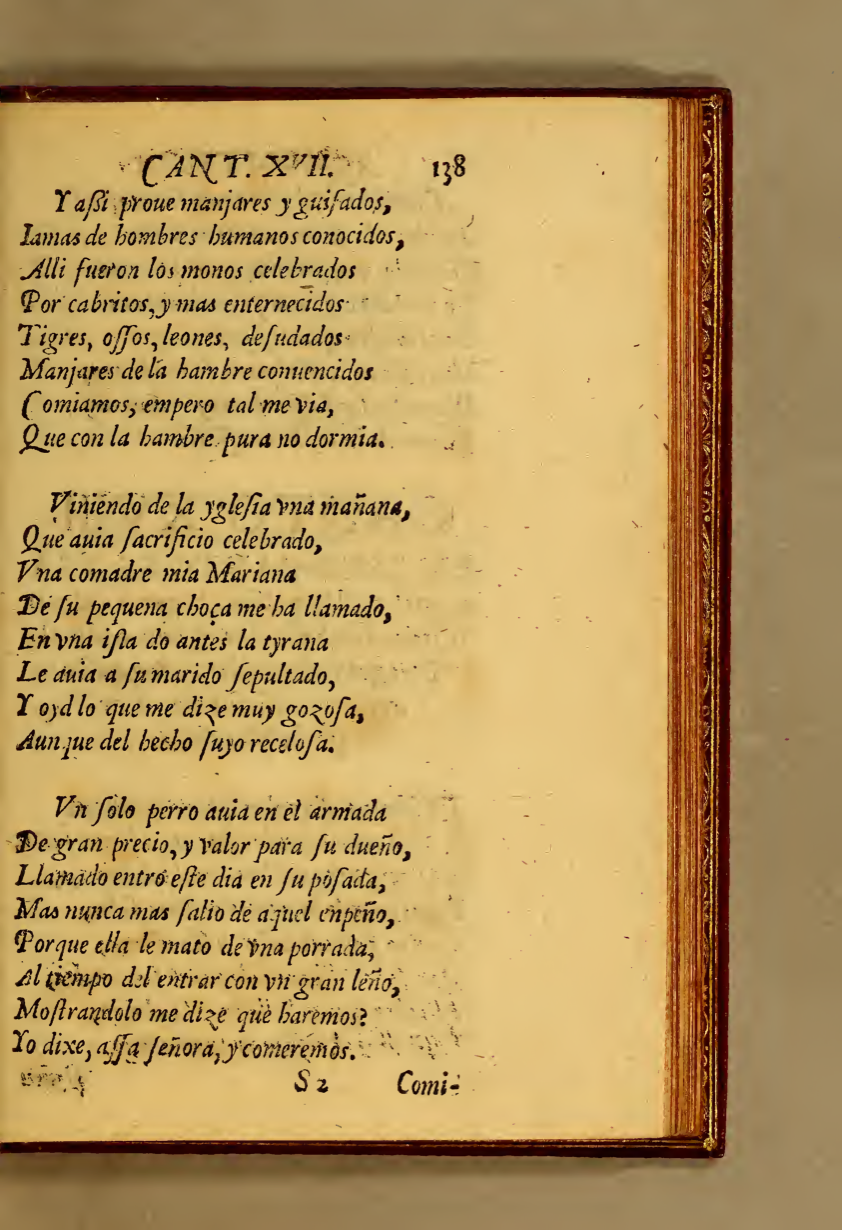 CANT. XVII. 138
Y aßi proue manjares y guiſados,
Iamas de hombres humanos conocidos,
Alli fueron los monos celebrados
Por cabritos, y mas enternecidos
Tigres, oſſos, leones, deſudados
Manjares de la hambre conuencidos
Comiamos, empero tal me via,
Que con la hambre pura no dormia.
Viniendo de la ygleſia vna mañana,
Que auia ſacrificio celebrado,
Vna comadre mia Mariana
De ſu pequena choça me ha llamado,
En vna iſla do antes la tyrana
Le auia a ſu marido ſepultado,
Y oyd lo que me dize muy gozoſa,
Aunque del hecho ſuyo receloſa.
Vn ſolo perro auia en el armada
De gran precio, y valor para ſu dueño,
Llamado entrò eſte dia en ſu poſada,
Mas nunca mas ſalio de aquel enpeño,
Porque ella le mato de vna porrada,
Al tiempo del entrar con vn gran leño,
Moſtrandolo me dize que haremos?
Yo dixe, aſſa ſeñora, y comeremos.
S 2 Comi-